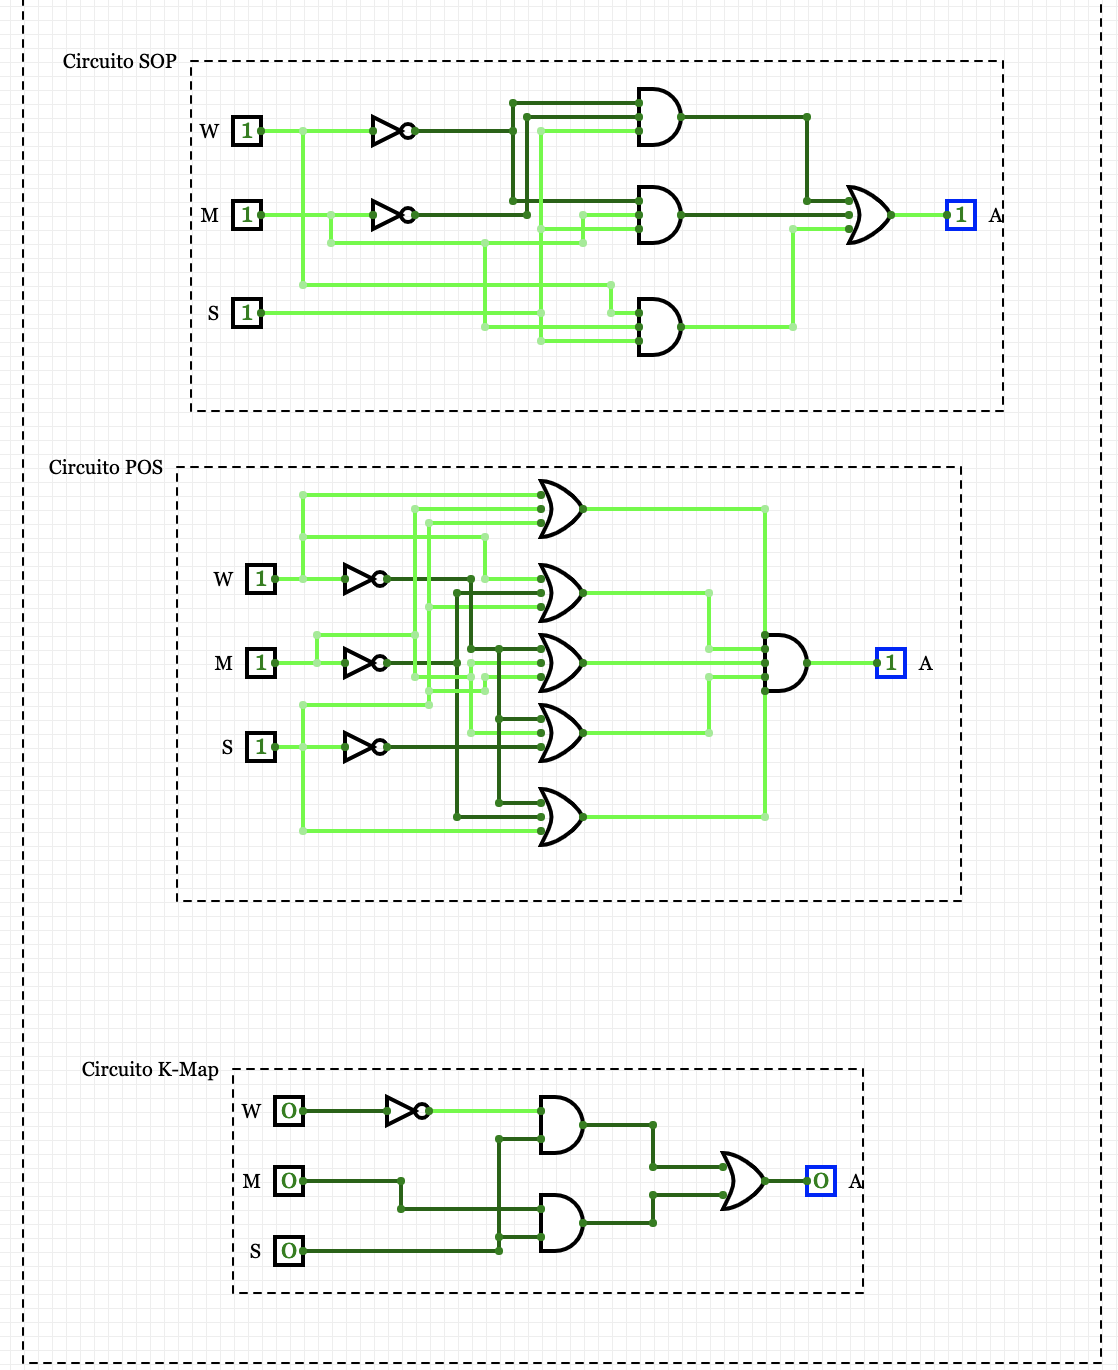 Circuito SOP
W 1
M 1 1 A
S 1
Circuito POS
W 1
M 1 1 A
S 1
Circuito K-Map
W 0
M 0 0 A
S 0